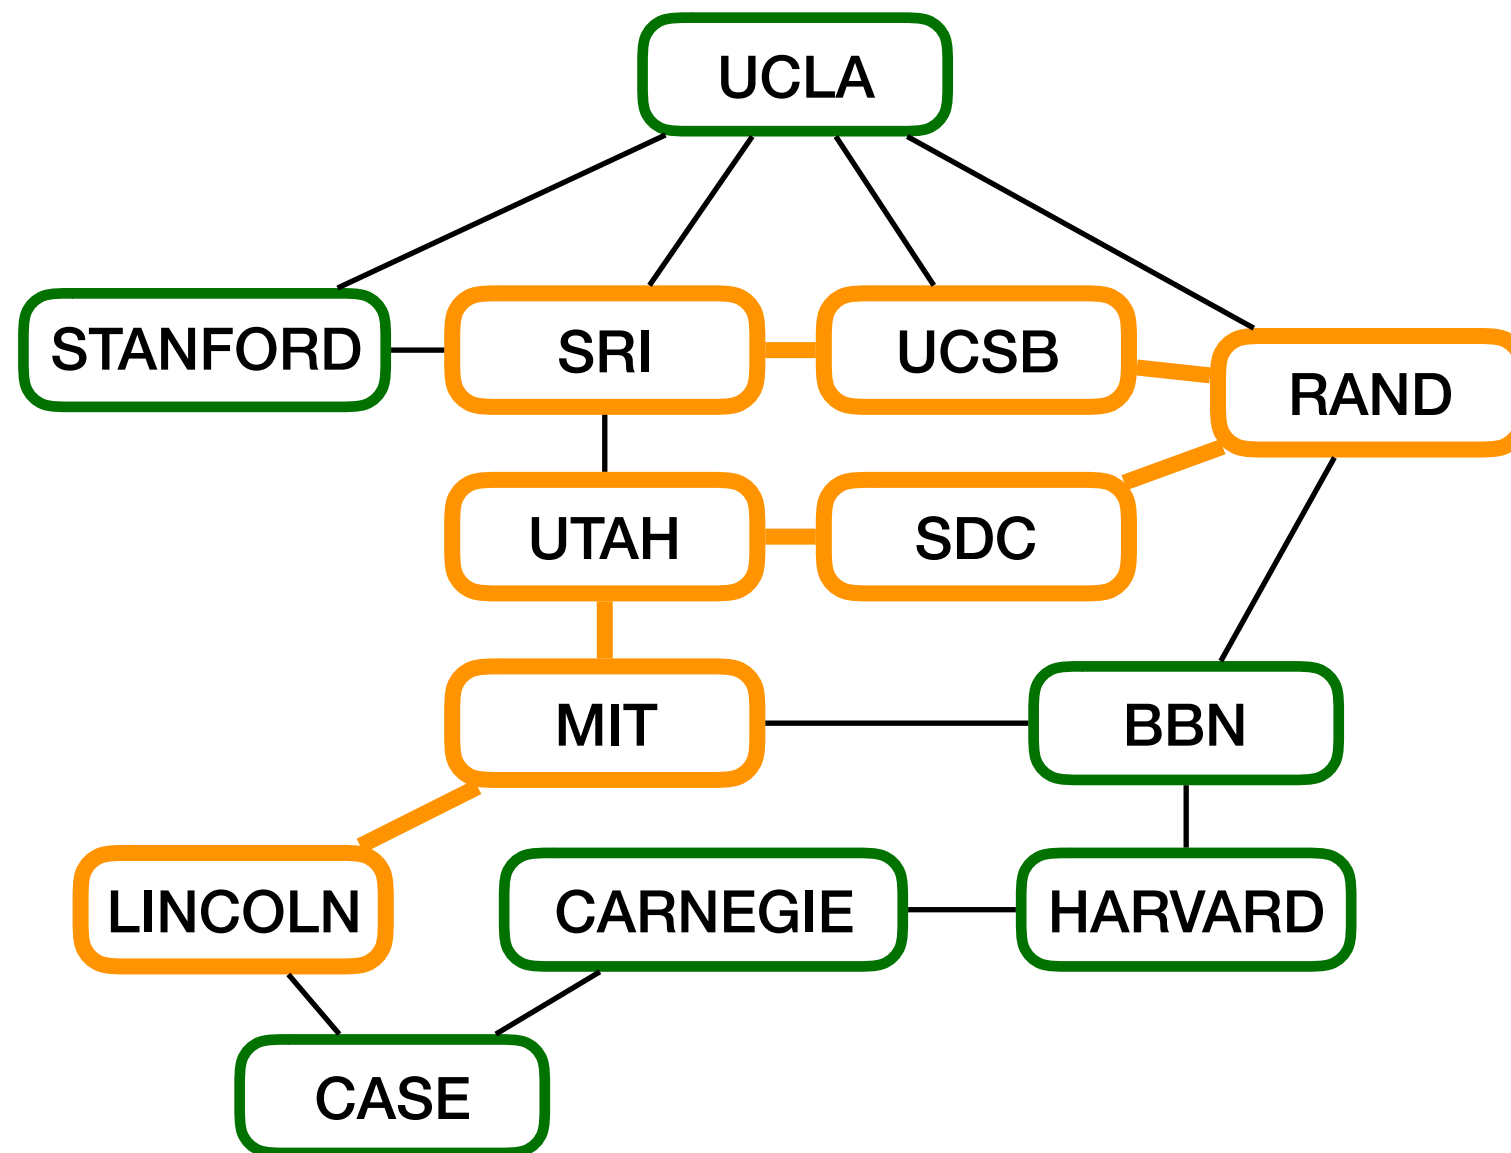 UCLA
STANFORD
SRI
UCSB
RAND
UTAH
SDC
MIT
BBN
LINCOLN
CARNEGIE
HARVARD
CASE